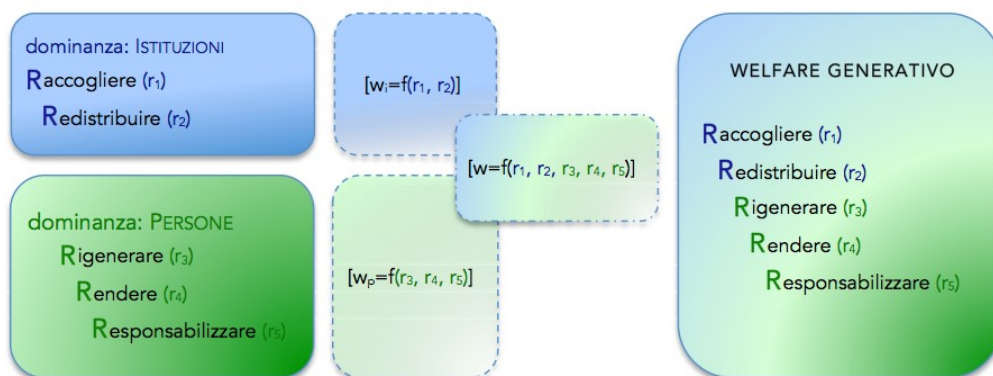 dominanza: ISTITUZIONI
Raccogliere (r₁)
Redistribuire (r₂)
dominanza: PERSONE
Rigenerare (r₃)
Rendere (r₄)
Responsabilizzare (r₅)
[wᵢ=f(r₁, r₂)]
[w=f(r₁, r₂, r₃, r₄, r₅)]
[wₚ=f(r₃, r₄, r₅)]
WELFARE GENERATIVO
Raccogliere (r₁)
Redistribuire (r₂)
Rigenerare (r₃)
Rendere (r₄)
Responsabilizzare (r₅)